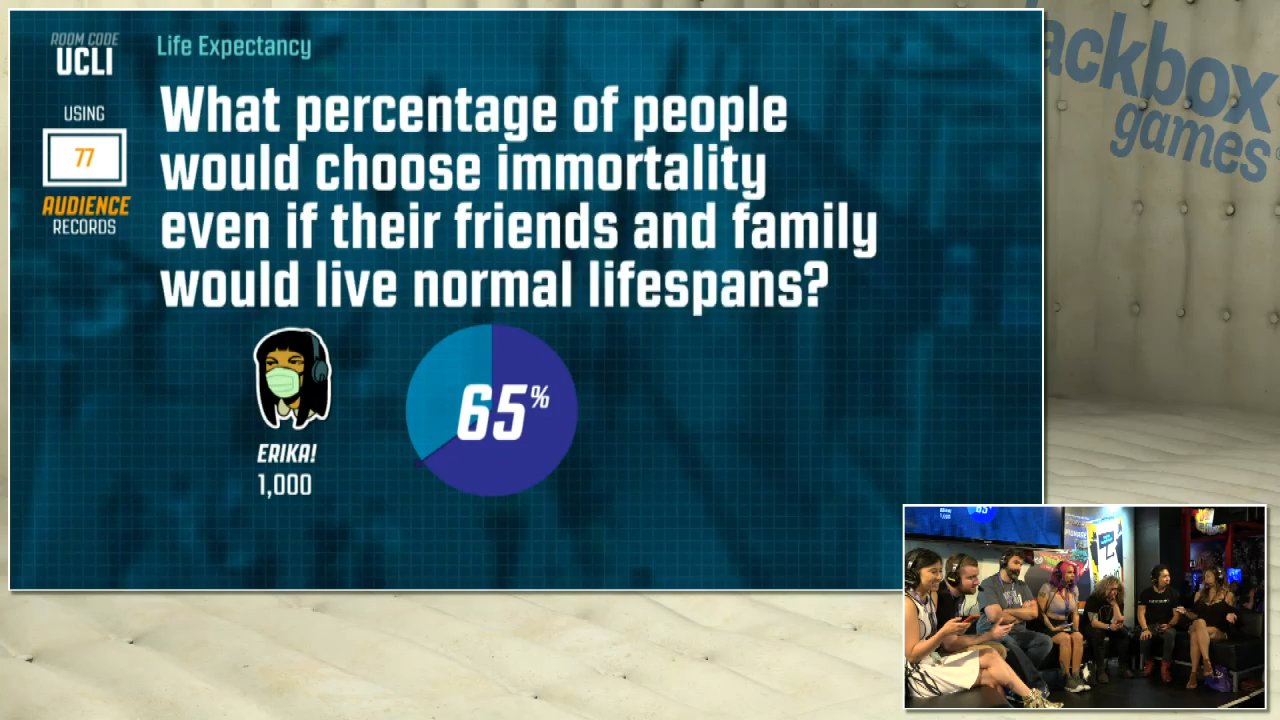 ROOM CODE
UCLI
USING
77
AUDIENCE
RECORDS
Life Expectancy
What percentage of people
would choose immortality
even if their friends and family
would live normal lifespans?
65%
ERIKA!
1,000
ackbox
games